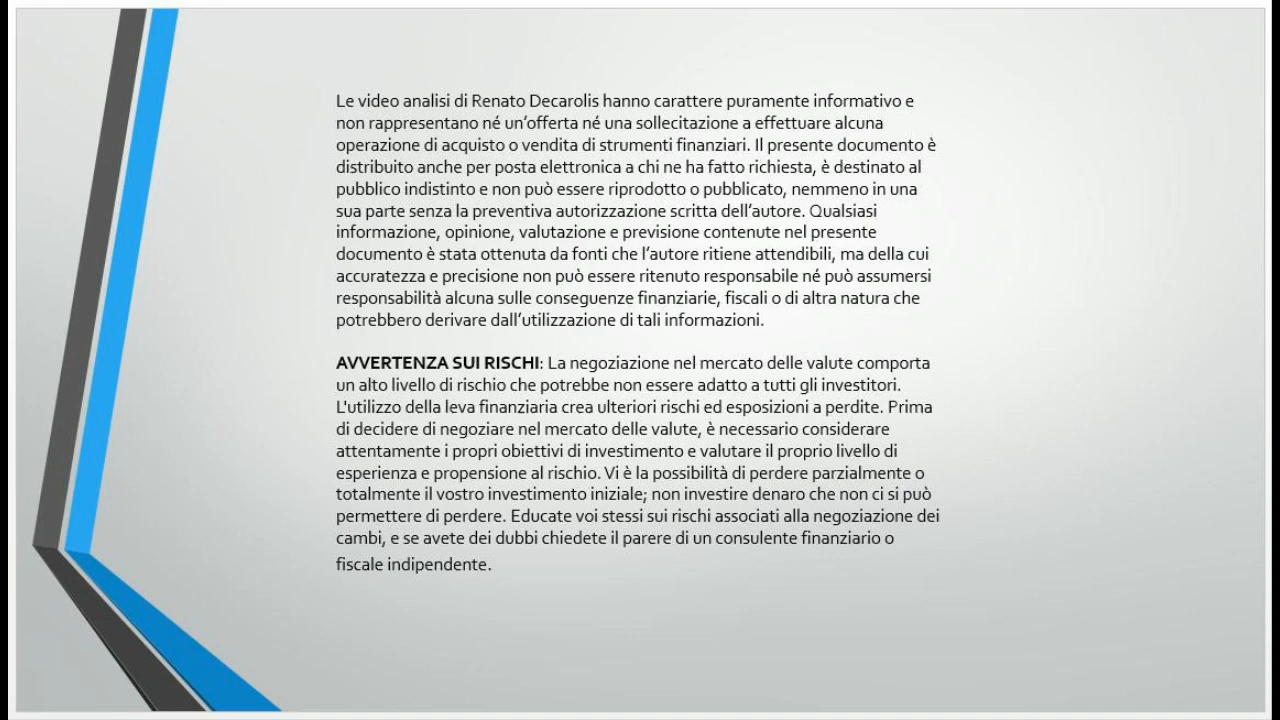 Le video analisi di Renato Decarolis hanno carattere puramente informativo e
non rappresentano né un'offerta né una sollecitazione a effettuare alcuna
operazione di acquisto o vendita di strumenti finanziari. Il presente documento è
distribuito anche per posta elettronica a chi ne ha fatto richiesta, è destinato al
pubblico indistinto e non può essere riprodotto o pubblicato, nemmeno in una
sua parte senza la preventiva autorizzazione scritta dell'autore. Qualsiasi
informazione, opinione, valutazione e previsione contenute nel presente
documento è stata ottenuta da fonti che l'autore ritiene attendibili, ma della cui
accuratezza e precisione non può essere ritenuto responsabile né può assumersi
responsabilità alcuna sulle conseguenze finanziarie, fiscali o di altra natura che
potrebbero derivare dall'utilizzazione di tali informazioni.
AVVERTENZA SUI RISCHI: La negoziazione nel mercato delle valute comporta
un alto livello di rischio che potrebbe non essere adatto a tutti gli investitori.
L'utilizzo della leva finanziaria crea ulteriori rischi ed esposizioni a perdite. Prima
di decidere di negoziare nel mercato delle valute, è necessario considerare
attentamente i propri obiettivi di investimento e valutare il proprio livello di
esperienza e propensione al rischio. Vi è la possibilità di perdere parzialmente o
totalmente il vostro investimento iniziale; non investire denaro che non ci si può
permettere di perdere. Educate voi stessi sui rischi associati alla negoziazione dei
cambi, e se avete dei dubbi chiedete il parere di un consulente finanziario o
fiscale indipendente.